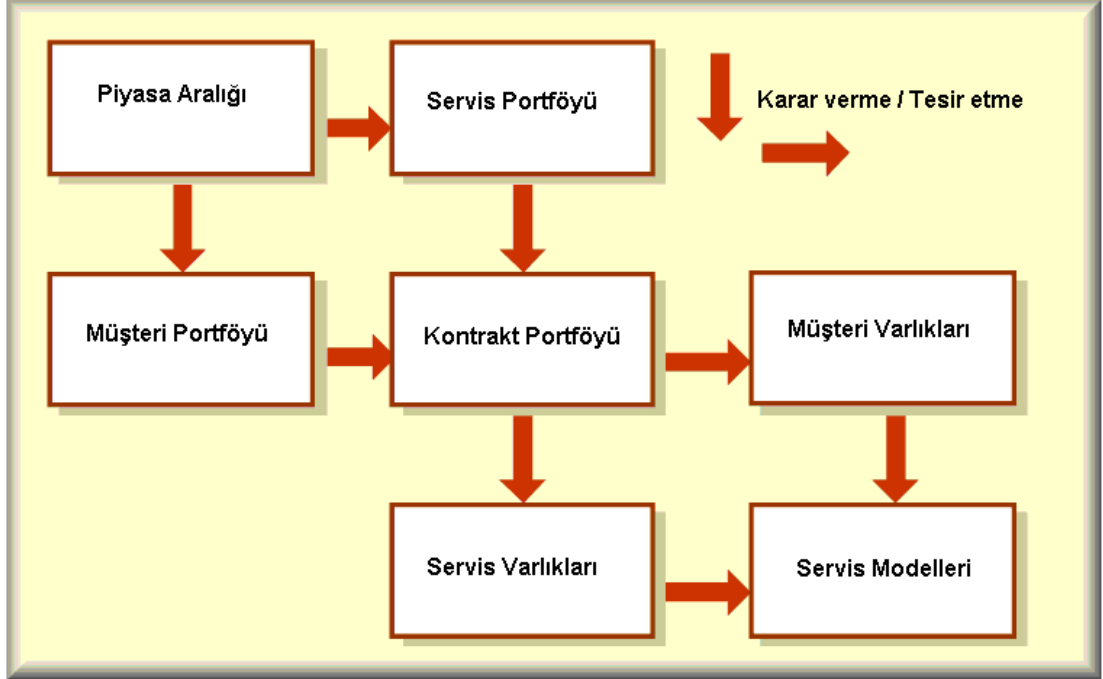 Piyasa Aralığı
Servis Portföyü
Karar verme / Tesir etme
Müşteri Portföyü
Kontrakt Portföyü
Müşteri Varlıkları
Servis Varlıkları
Servis Modelleri